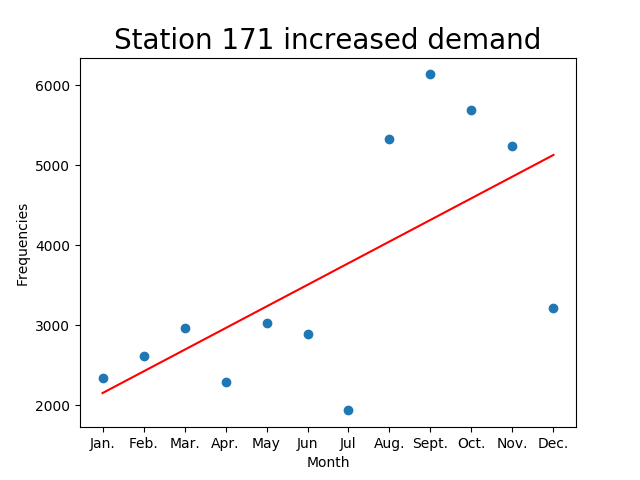 Station 171 increased demand
6000
5000
4000
3000
2000
Frequencies
Jan. Feb. Mar. Apr. May Jun Jul Aug. Sept. Oct. Nov. Dec.
Month